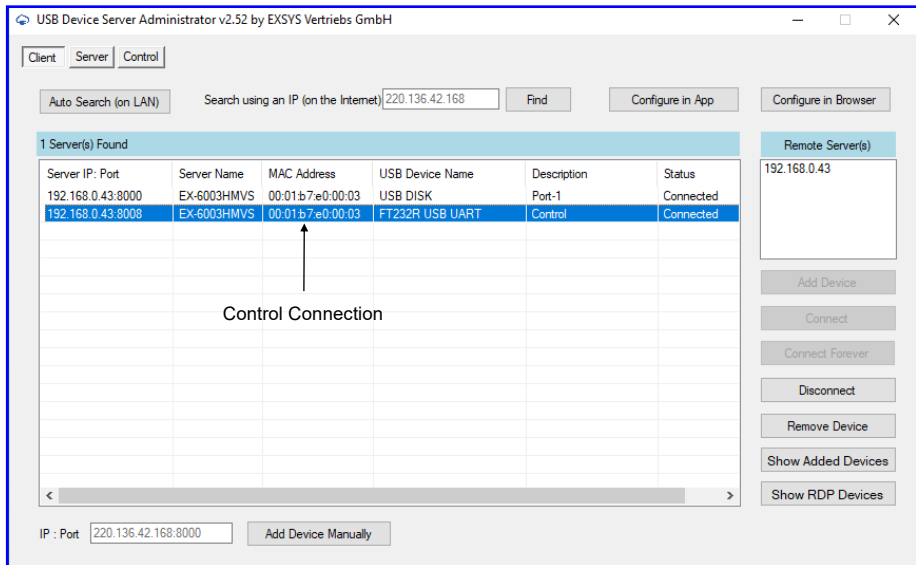 USB Device Server Administrator v2.52 by EXSYS Vertriebs GmbH
Client Server Control
Auto Search (on LAN) Search using an IP (on the Internet) 220.136.42.168 Find Configure in App Configure in Browser
1 Server(s) Found Remote Server(s)
Server IP: Port Server Name MAC Address USB Device Name Description Status 192.168.0.43
192.168.0.43:8000 EX-6003HMVS 00:01:b7:e0:00:03 USB DISK Port-1 Connected
192.168.0.43:8008 EX-6003HMVS 00:01:b7:e0:00:03 FT232R USB UART Control Connected
Add Device
Control Connection Connect
Connect Forever
Disconnect
Remove Device
Show Added Devices
Show RDP Devices
IP : Port 220.136.42.168:8000 Add Device Manually